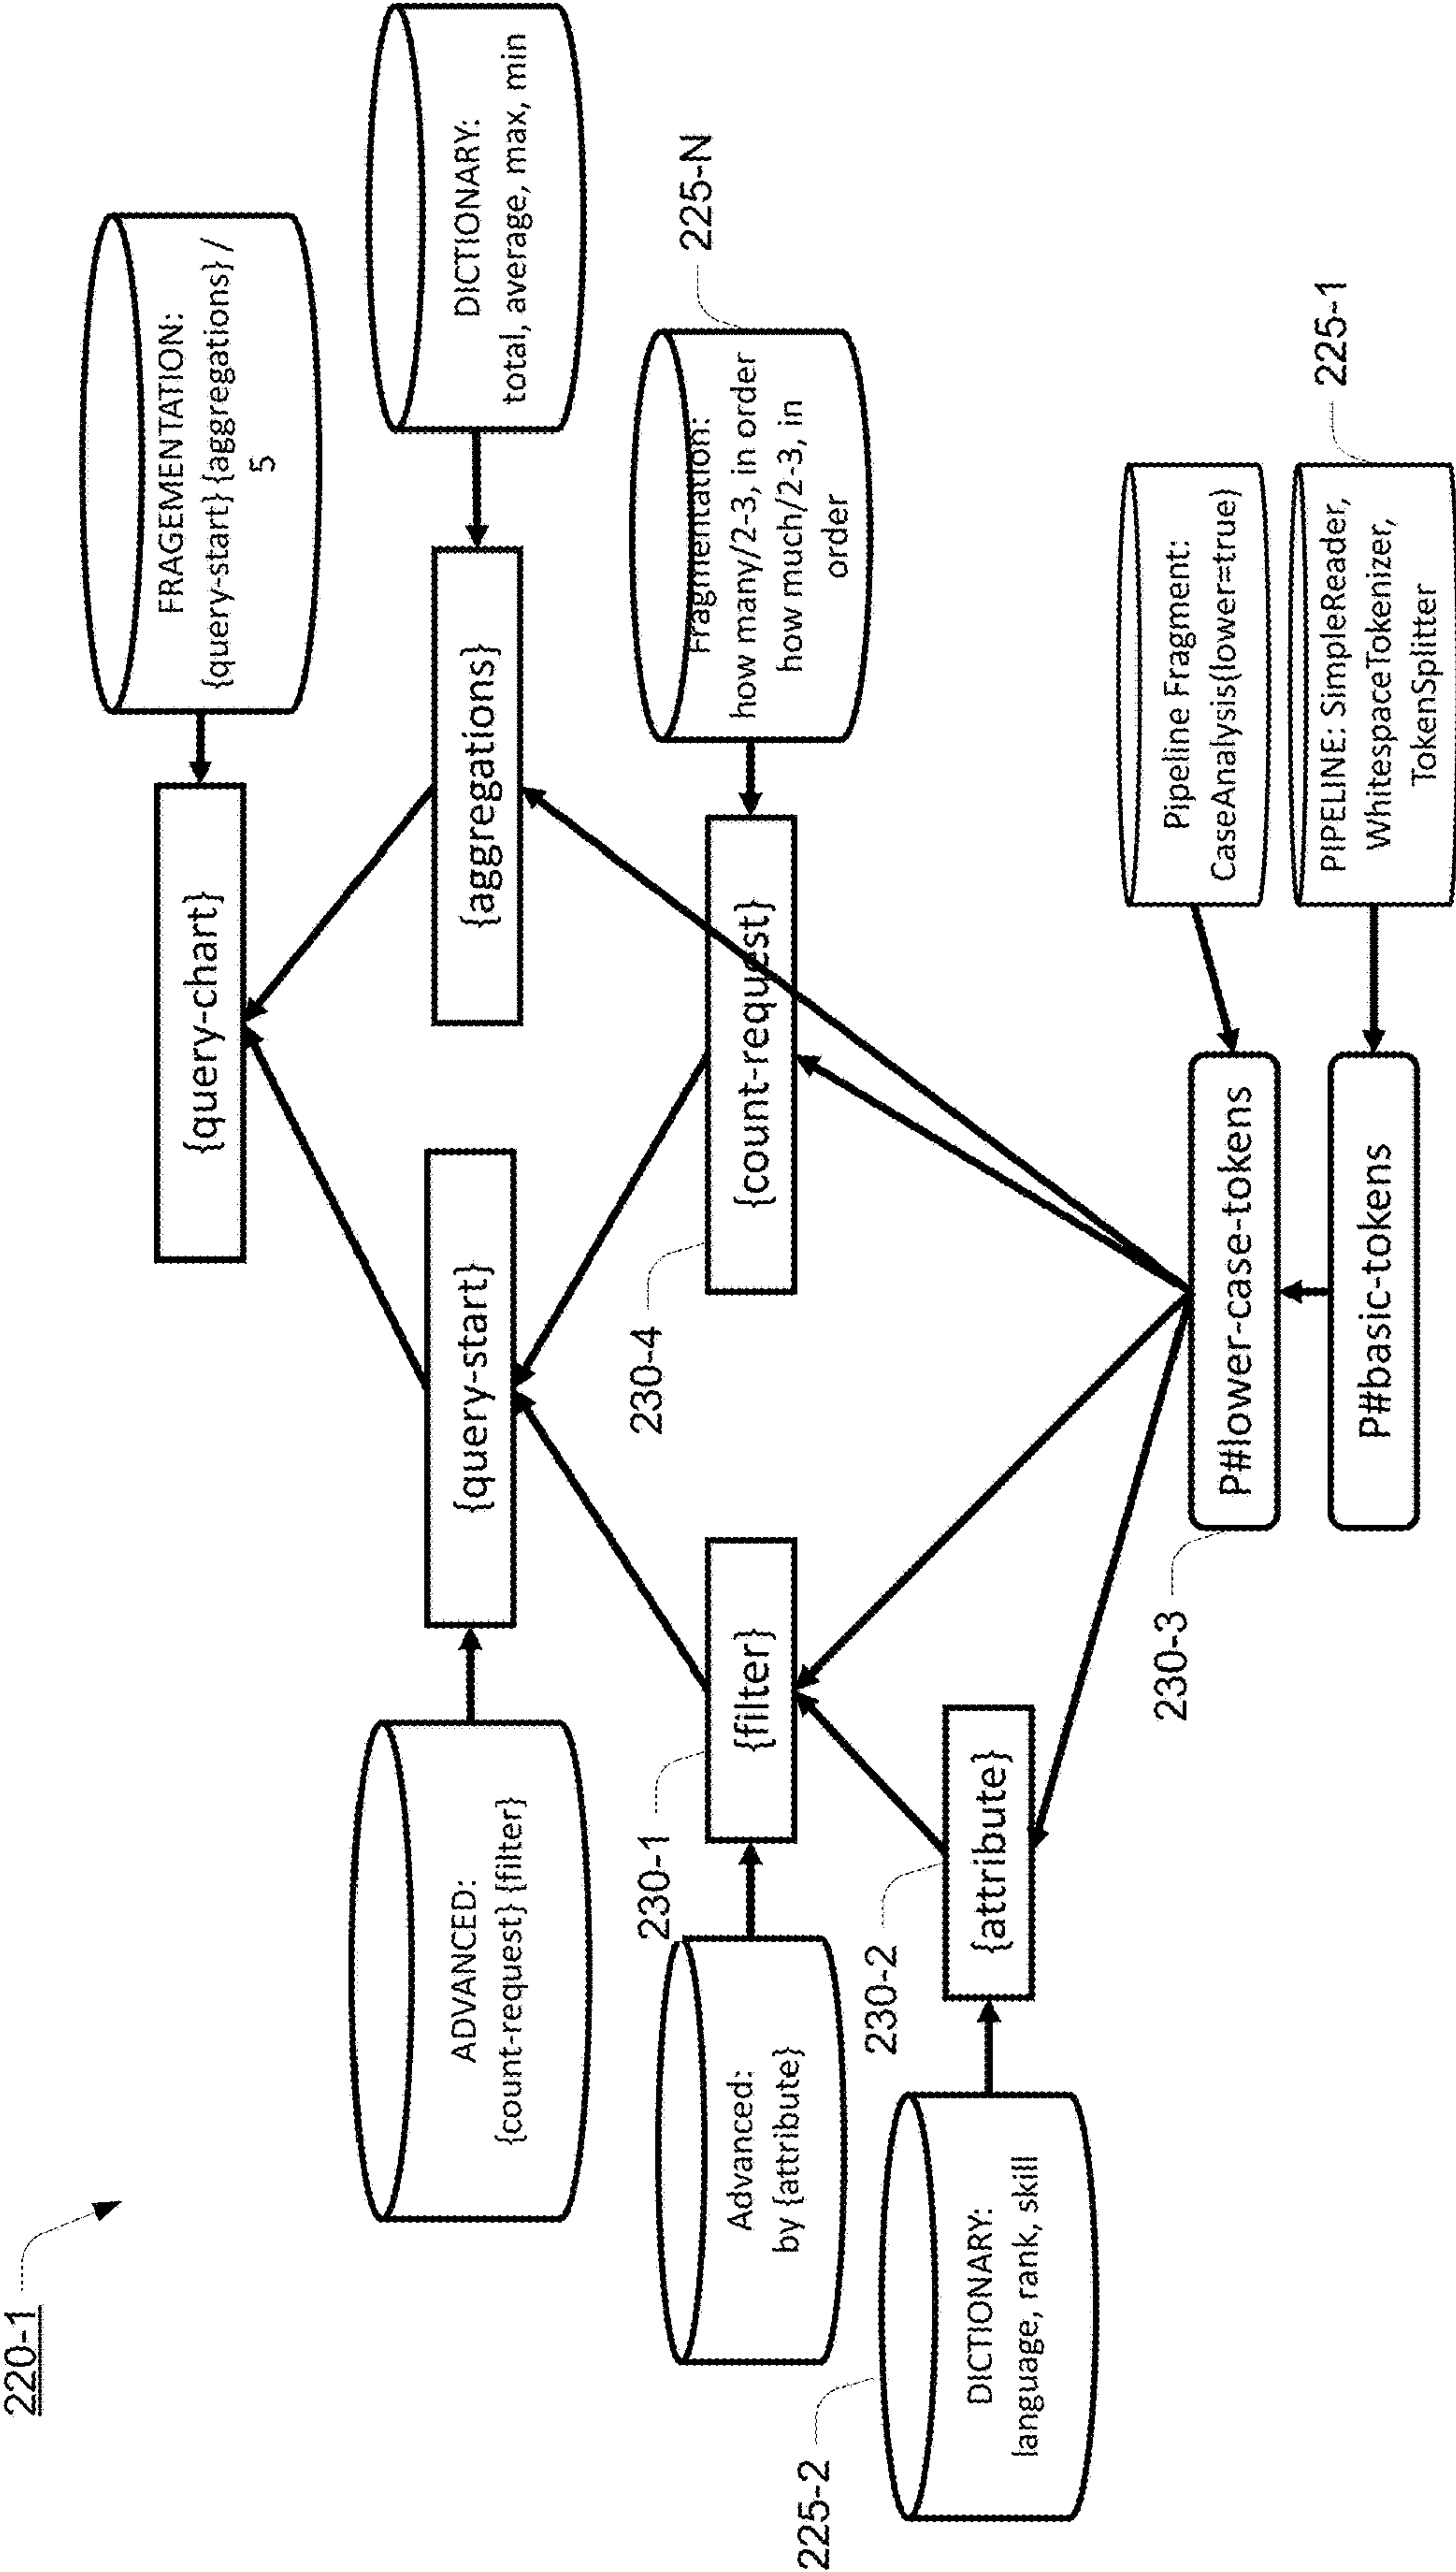 220-1
FRAGEMENTATION:
{query-start} {aggregations} /
5
{query-chart}
ADVANCED:
{count-request} {filter}
{query-start}
{aggregations}
DICTIONARY:
total, average, max, min
230-1
230-4
225-N
Advanced:
by {attribute}
{filter}
{count-request}
Fragmentation:
how many/2-3, in order
how much/2-3, in
order
225-2
230-2
DICTIONARY:
language, rank, skill
{attribute}
230-3
P#lower-case-tokens
Pipeline Fragment:
CaseAnalysis(lower=true)
225-1
P#basic-tokens
PIPELINE: SimpleReader,
WhitespaceTokenizer,
TokenSplitter